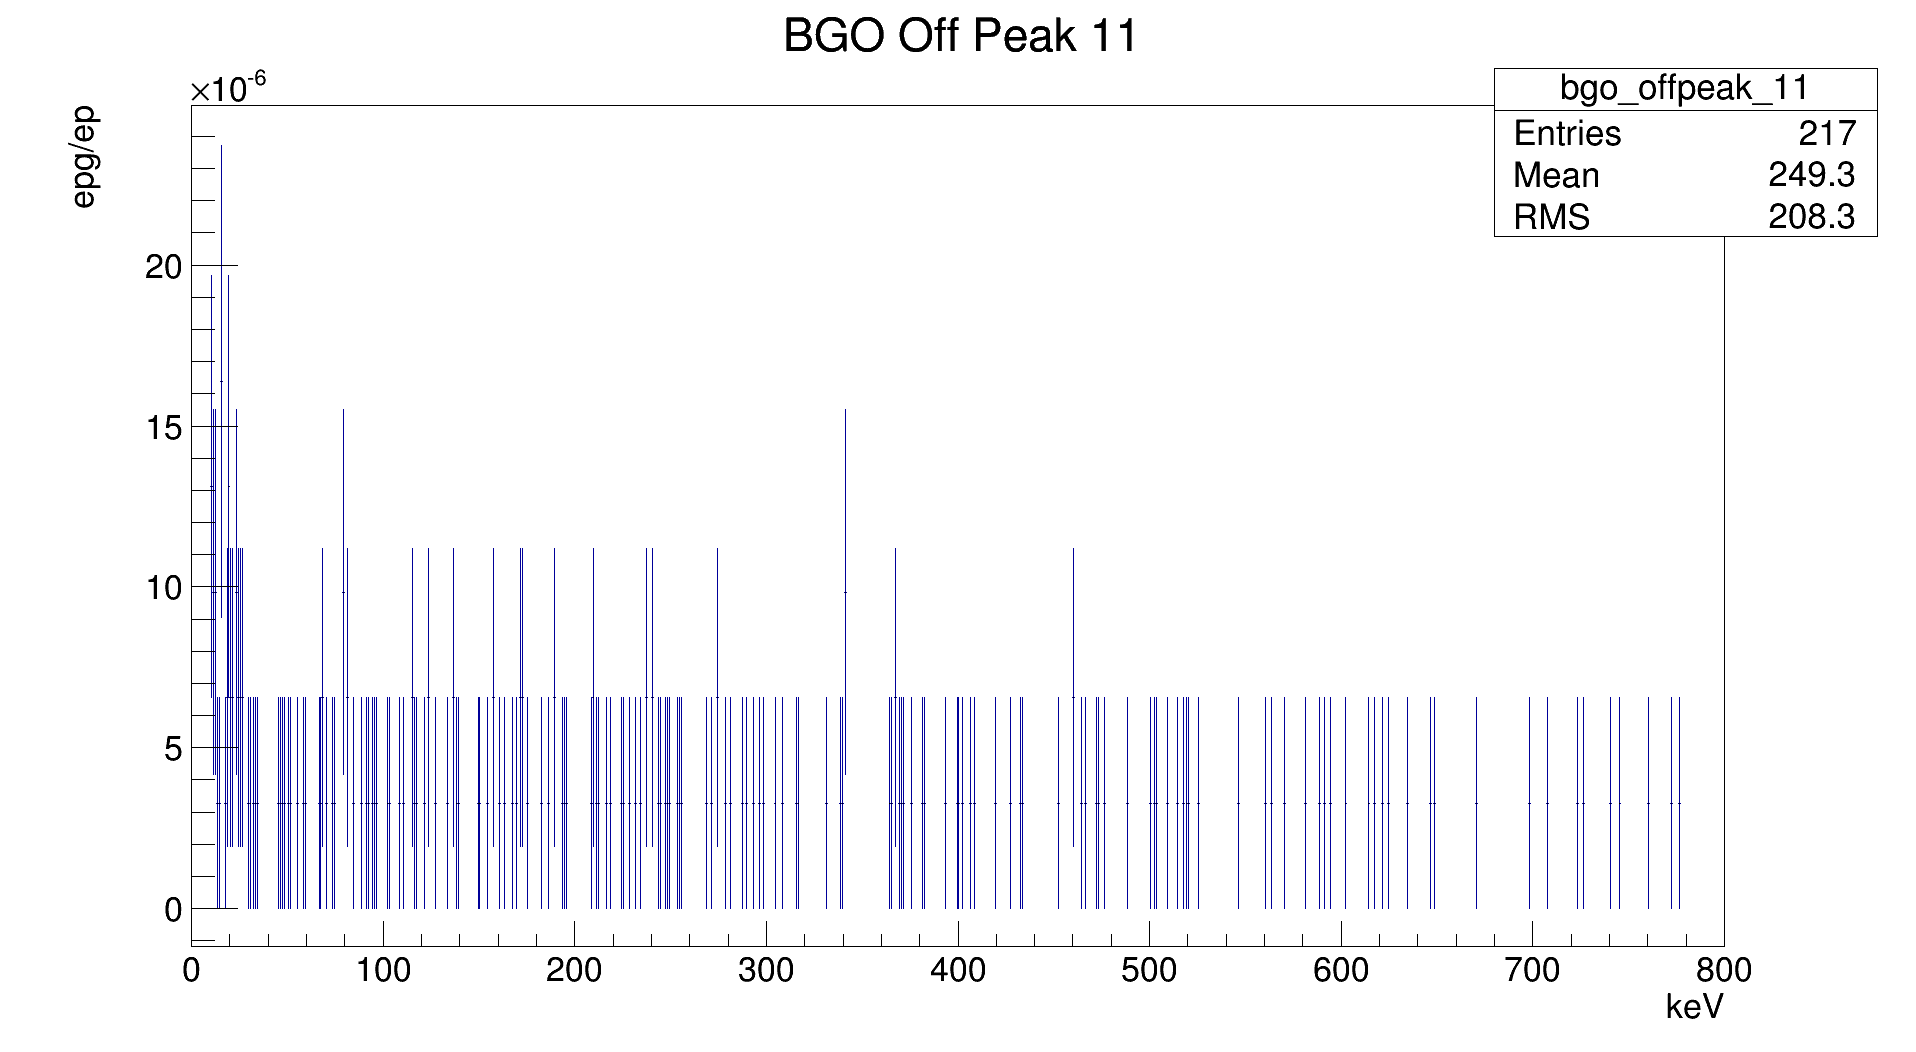 BGO Off Peak 11
×10-6
epg/ep
bgo_offpeak_11
Entries 217
Mean 249.3
RMS 208.3
20
15
10
5
0
0 100 200 300 400 500 600 700 800
keV